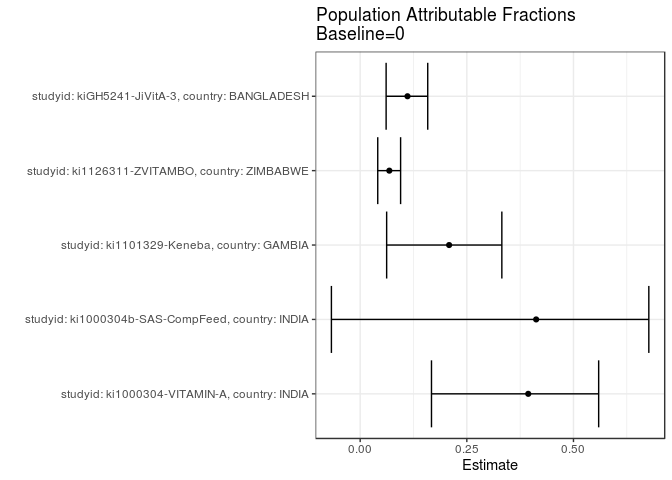 Population Attributable Fractions
Baseline=0
studyid: kiGH5241-JiVitA-3, country: BANGLADESH
studyid: ki1126311-ZVITAMBO, country: ZIMBABWE
studyid: ki1101329-Keneba, country: GAMBIA
studyid: ki1000304b-SAS-CompFeed, country: INDIA
studyid: ki1000304-VITAMIN-A, country: INDIA
0.00 0.25 0.50
Estimate